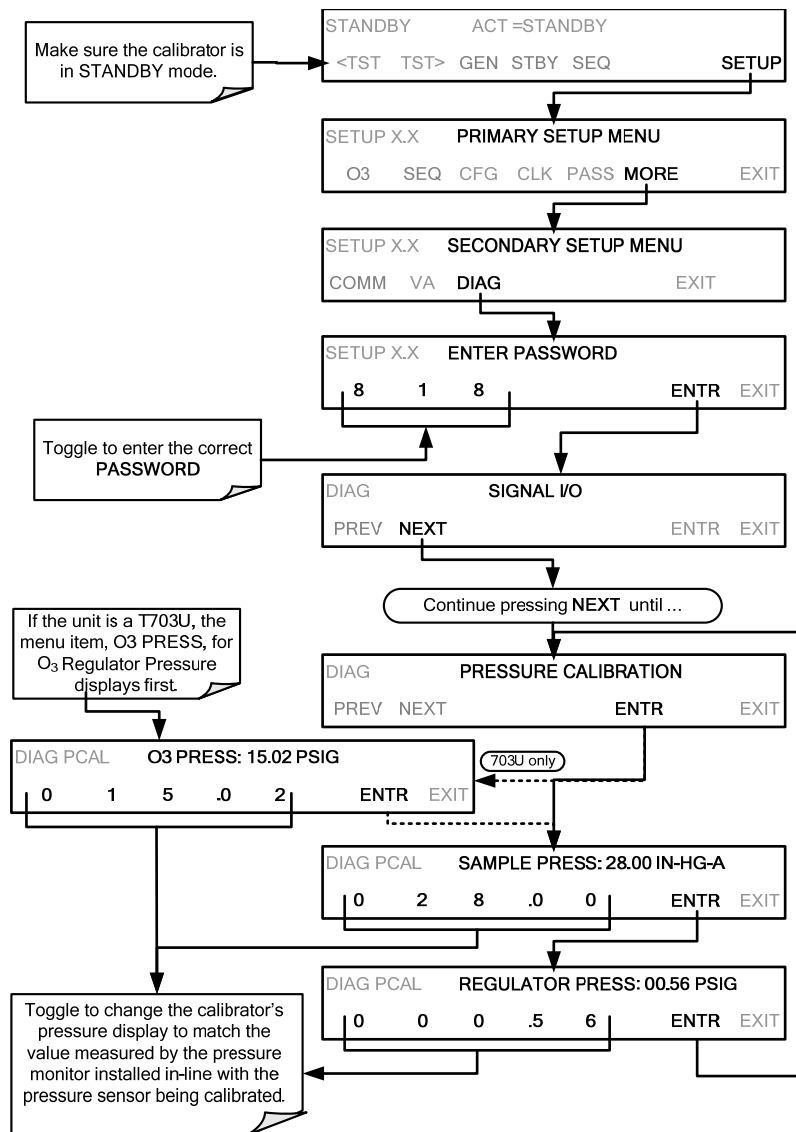 Make sure the calibrator is
in STANDBY mode.
STANDBY ACT =STANDBY
<TST TST> GEN STBY SEQ SETUP
SETUP X.X PRIMARY SETUP MENU
O3 SEQ CFG CLK PASS MORE EXIT
SETUP X.X SECONDARY SETUP MENU
COMM VA DIAG EXIT
SETUP X.X ENTER PASSWORD
8 1 8 ENTR EXIT
Toggle to enter the correct
PASSWORD
DIAG SIGNAL I/O
PREV NEXT ENTR EXIT
Continue pressing NEXT until ...
If the unit is a T703U, the
menu item, O3 PRESS, for
O3 Regulator Pressure
displays first.
DIAG PRESSURE CALIBRATION
PREV NEXT ENTR EXIT
703U only
DIAG PCAL O3 PRESS: 15.02 PSIG
0 1 5 .0 2 ENTR EXIT
DIAG PCAL SAMPLE PRESS: 28.00 IN-HG-A
0 2 8 .0 0 ENTR EXIT
DIAG PCAL REGULATOR PRESS: 00.56 PSIG
0 0 0 .5 6 ENTR EXIT
Toggle to change the calibrator's
pressure display to match the
value measured by the pressure
monitor installed in-line with the
pressure sensor being calibrated.